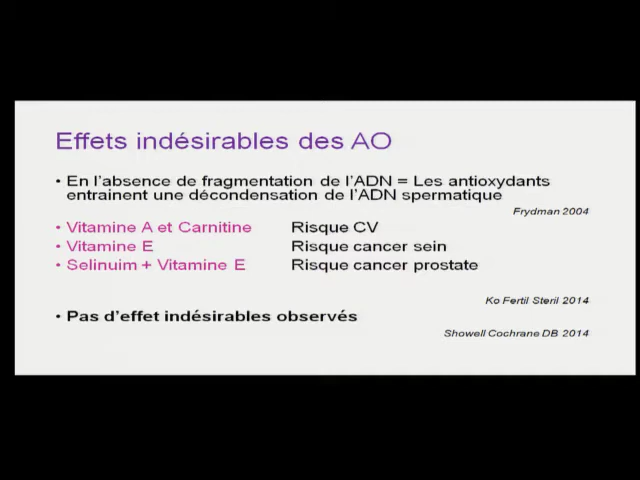 Effets indésirables des AO
• En l'absence de fragmentation de l'ADN = Les antioxydants
entrainent une décondensation de l'ADN spermatique
Frydman 2004
• Vitamine A et Carnitine Risque CV
• Vitamine E Risque cancer sein
• Selinuim + Vitamine E Risque cancer prostate
Ko Fertil Steril 2014
• Pas d'effet indésirables observés
Showell Cochrane DB 2014